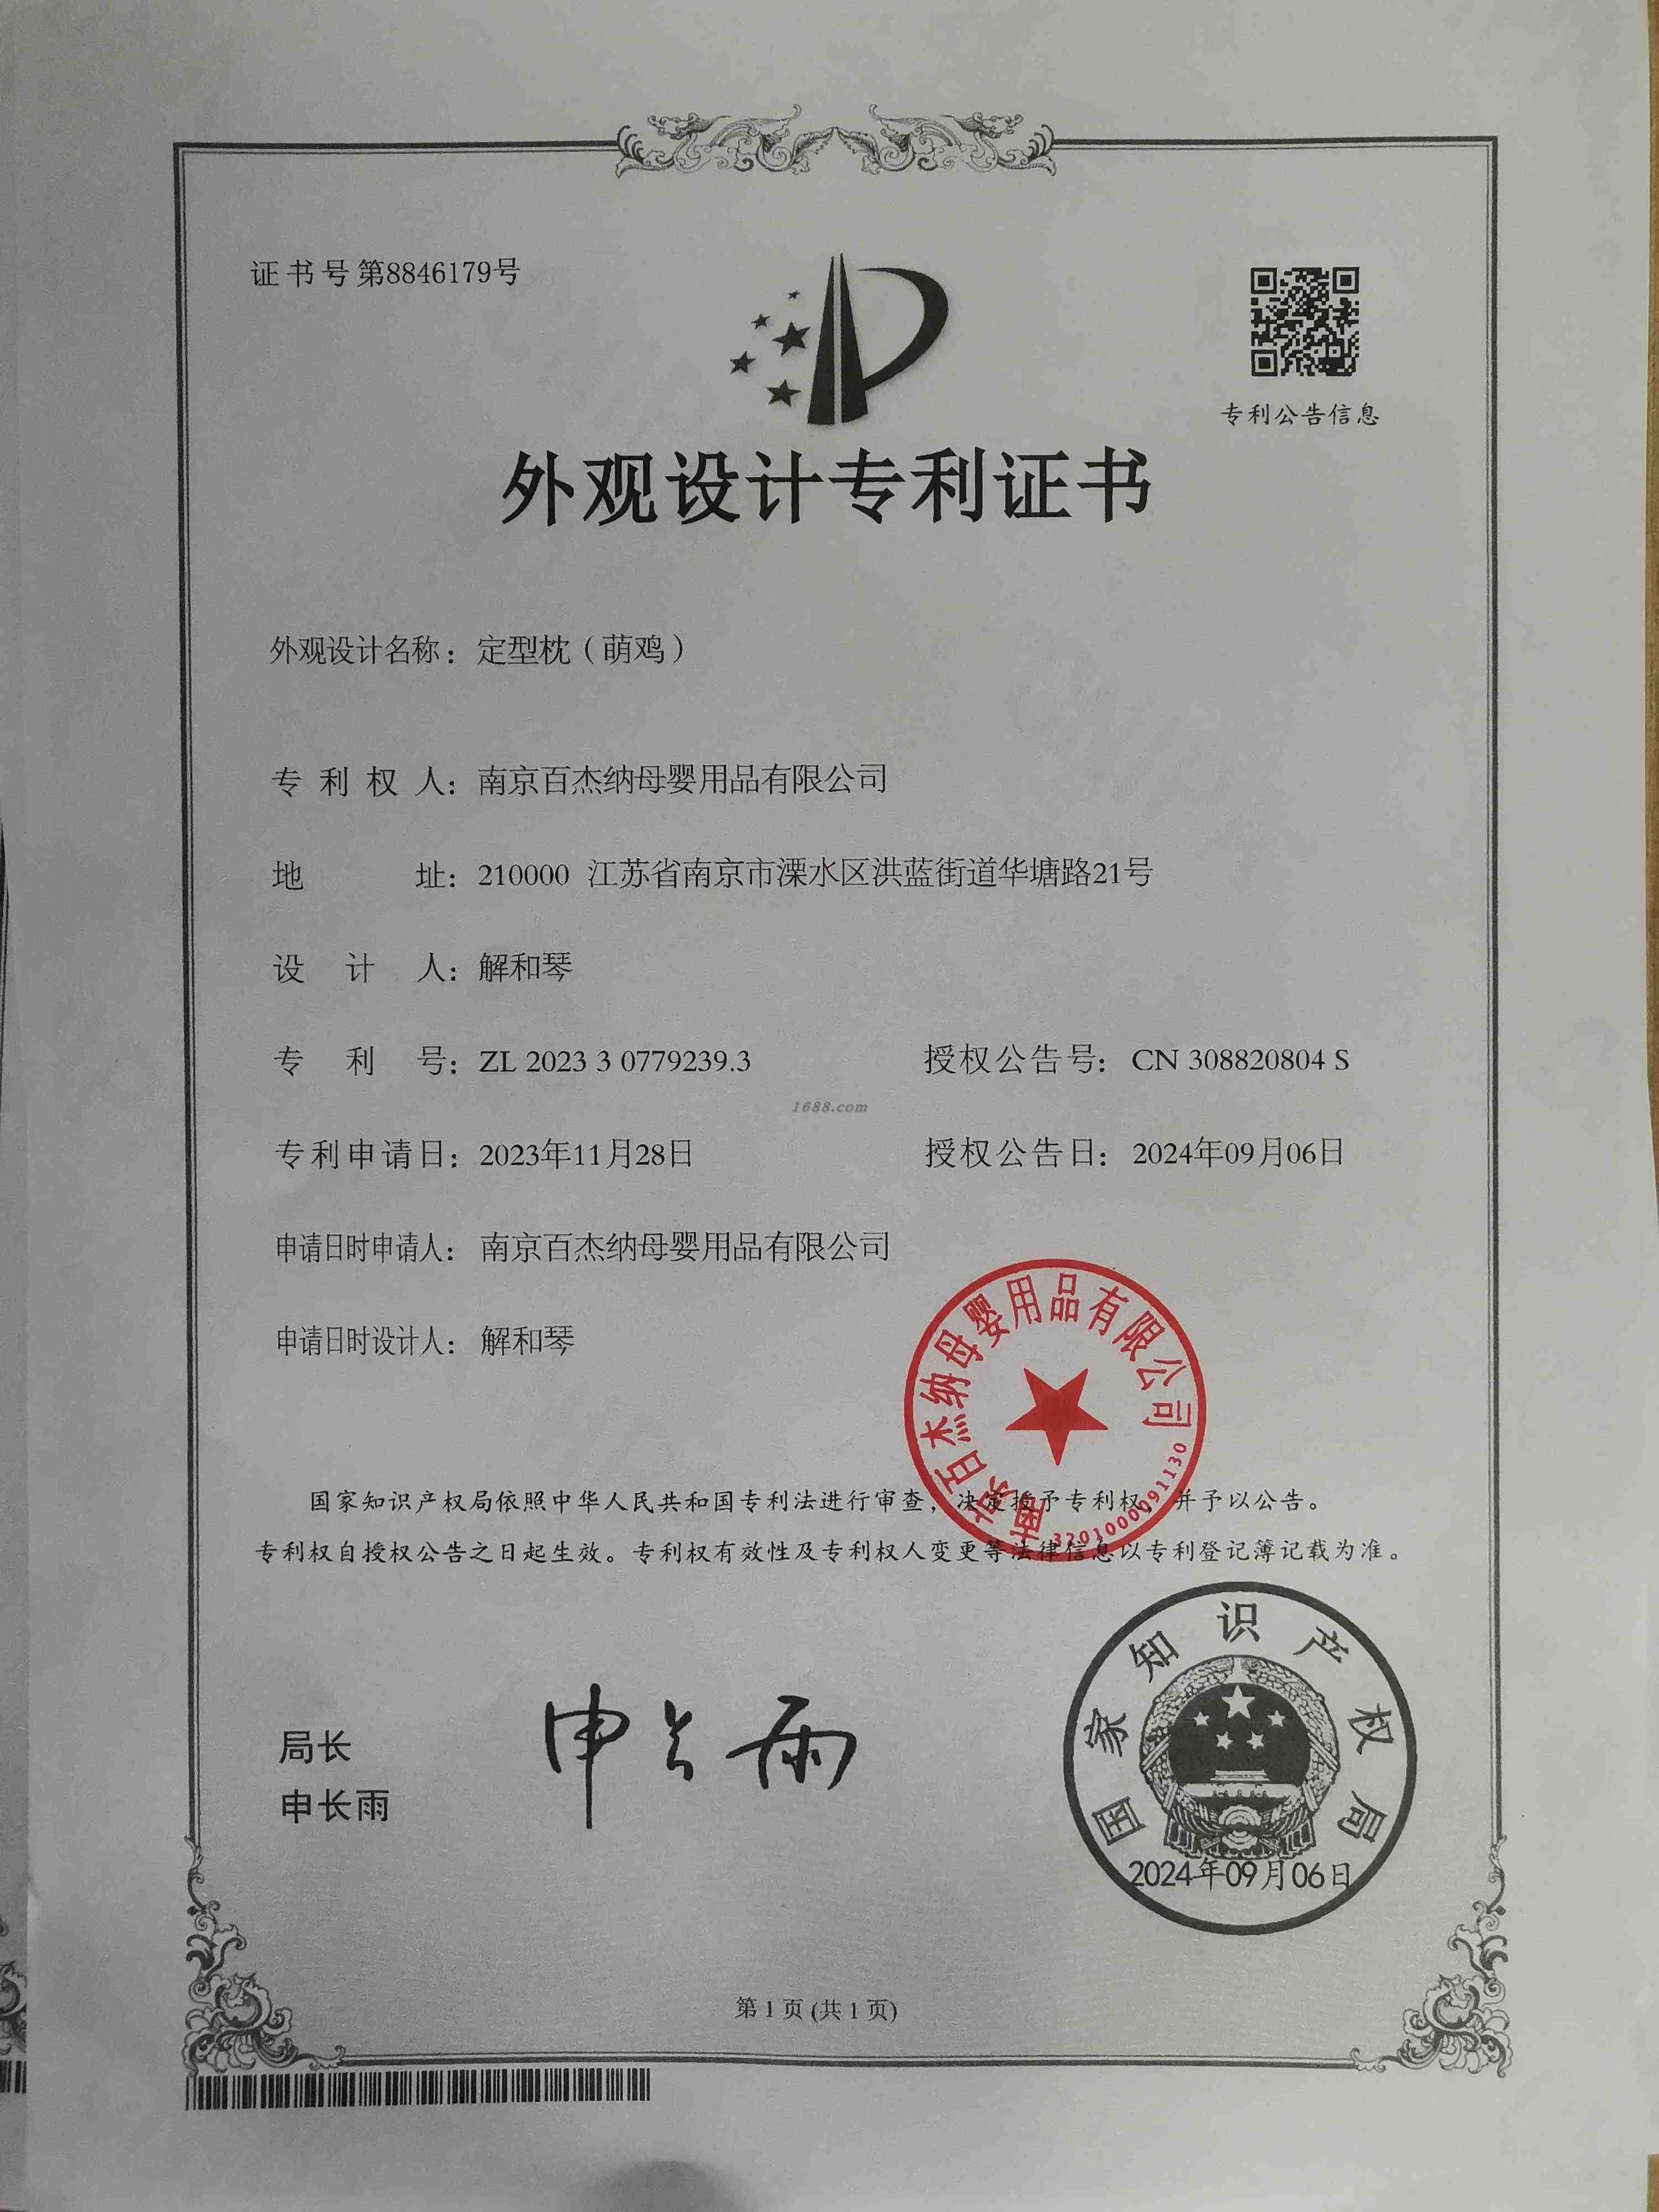 证书号第8846179号
专利公告信息
外观设计专利证书
外观设计名称：定型枕（萌鸡）
专利权人：南京百杰纳母婴用品有限公司
地址：210000 江苏省南京市溧水区洪蓝街道华塘路21号
设计人：解和琴
专利号：ZL 2023 3 0779239.3 授权公告号：CN 308820804 S
1688.com
专利申请日：2023年11月28日 授权公告日：2024年09月06日
申请日时申请人：南京百杰纳母婴用品有限公司
申请日时设计人：解和琴
南京百杰纳母婴用品有限公司
3201000091130
国家知识产权局依照中华人民共和国专利法进行审查，决定授予专利权，并予以公告。
专利权自授权公告之日起生效。专利权有效性及专利权人变更等法律信息以专利登记簿记载为准。
局长
申长雨
申长雨
国家知识产权局
2024年09月06日
第 1 页 (共 1 页)